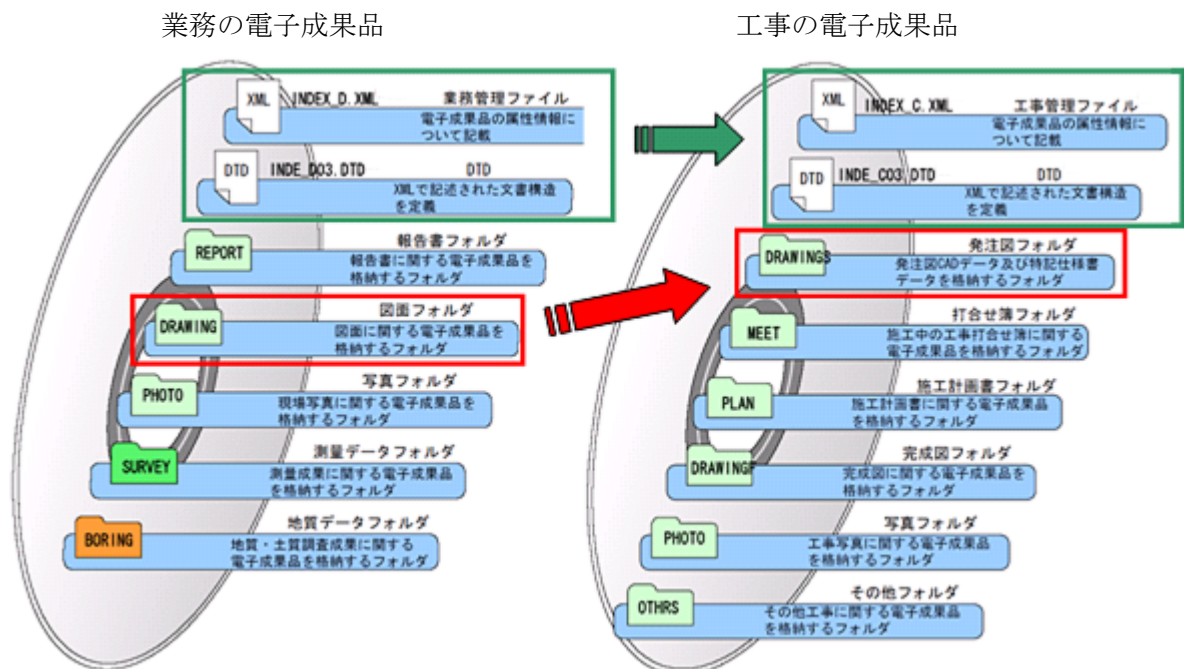 業務の電子成果品
XML INDEX_D.XML 業務管理ファイル
電子成果品の属性情報に
ついて記載
DTD INDE_D03.DTD DTD
XMLで記述された文書構造
を定義
報告書フォルダ
REPORT
報告書に関する電子成果品を
格納するフォルダ
図面フォルダ
DRAWING
図面に関する電子成果品を
格納するフォルダ
写真フォルダ
PHOTO
現場写真に関する電子成果品を
格納するフォルダ
測量データフォルダ
SURVEY
測量成果に関する電子成果品
を格納するフォルダ
地質データフォルダ
BORING
地質・土質調査成果に関する
電子成果品を格納するフォルダ
工事の電子成果品
XML INDEX_C.XML 工事管理ファイル
電子成果品の属性情報に
ついて記載
DTD INDE_C03.DTD DTD
XMLで記述された文書構造
を定義
発注図フォルダ
DRAWINGS
発注図CADデータ及び特記仕様書
データを格納するフォルダ
打合せ簿フォルダ
MEET
施工中の工事打合せ簿に関する
電子成果品を格納するフォルダ
施工計画書フォルダ
PLAN
施工計画書に関する電子成果品
を格納するフォルダ
完成図フォルダ
DRAWINGF
完成図に関する電子成果品を
格納するフォルダ
写真フォルダ
PHOTO
工事写真に関する電子成果品
を格納するフォルダ
その他フォルダ
OTHRS
その他工事に関する電子成果品
を格納するフォルダ